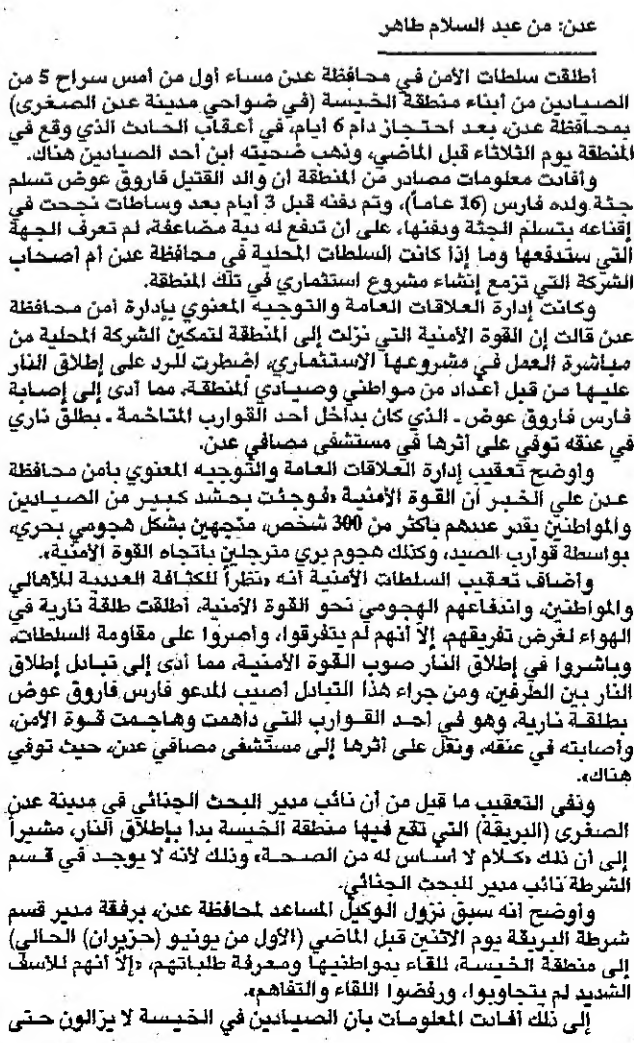 عدن: من عبد السلام طاهر
أطلقت سلطات الأمن في محافظة عدن مساء أول من أمس سراح 5 من
الصيادين من أبناء منطقة الخيسة (في ضواحي مدينة عدن الصغرى)
بمحافظة عدن، بعد احتجاز دام 6 أيام، في أعقاب الحادث الذي وقع في
المنطقة يوم الثلاثاء قبل الماضي، وذهب ضحيته ابن أحد الصيادين هناك.
وأفادت معلومات مصادر من المنطقة أن والد القتيل فاروق عوض تسلم
جثة ولده فارس (16 عاماً)، وتم دفنه قبل 3 أيام بعد وساطات نجحت في
إقناعه بتسلم الجثة ودفنها، على أن تدفع له دية مضاعفة، لم تعرف الجهة
التي ستدفعها وما إذا كانت السلطات المحلية في محافظة عدن أم أصحاب
الشركة التي تزمع إنشاء مشروع استثماري في تلك المنطقة.
وكانت إدارة العلاقات العامة والتوجيه المعنوي بإدارة أمن محافظة
عدن قالت إن القوة الأمنية التي نزلت إلى المنطقة لتمكين الشركة المحلية من
مباشرة العمل في مشروعها الاستثماري، اضطرت للرد على إطلاق النار
عليها من قبل أعداد من مواطني وصيادي المنطقة، مما أدى إلى إصابة
فارس فاروق عوض ـ الذي كان بداخل أحد القوارب المتاخمة ـ بطلق ناري
في عنقه توفي على أثرها في مستشفى مصافي عدن.
وأوضح تعقيب إدارة العلاقات العامة والتوجيه المعنوي بأمن محافظة
عدن على الخبر أن القوة الأمنية «فوجئت بحشد كبير من الصيادين
والمواطنين يقدر عددهم بأكثر من 300 شخص، متجهين بشكل هجومي بحري،
بواسطة قوارب الصيد، وكذلك هجوم بري مترجلين باتجاه القوة الأمنية».
وأضاف تعقيب السلطات الأمنية أنه «نظراً للكثافة العددية للأهالي
والمواطنين، واندفاعهم الهجومي نحو القوة الأمنية، أطلقت طلقة نارية في
الهواء لغرض تفريقهم، إلا أنهم لم يتفرقوا، وأصروا على مقاومة السلطات،
وباشروا في إطلاق النار صوب القوة الأمنية، مما أدى إلى تبادل إطلاق
النار بين الطرفين، ومن جراء هذا التبادل أصيب المدعو فارس فاروق عوض
بطلقة نارية، وهو في أحد القوارب التي داهمت وهاجمت قوة الأمن،
وأصابته في عنقه، ونقل على أثرها إلى مستشفى مصافي عدن، حيث توفي
هناك».
ونفى التعقيب ما قيل من أن نائب مدير البحث الجنائي في مدينة عدن
الصغرى (البريقة) التي تقع فيها منطقة الخيسة بدأ بإطلاق النار، مشيراً
إلى أن ذلك «كلام لا أساس له من الصحة» وذلك لأنه لا يوجد في قسم
الشرطة نائب مدير للبحث الجنائي.
وأوضح أنه سبق نزول الوكيل المساعد لمحافظة عدن، برفقة مدير قسم
شرطة البريقة يوم الاثنين قبل الماضي (الأول من يونيو (حزيران) الحالي)
إلى منطقة الخيسة، للقاء بمواطنيها ومعرفة طلباتهم، «إلا أنهم للأسف
الشديد لم يتجاوبوا، ورفضوا اللقاء والتفاهم».
إلى ذلك أفادت المعلومات بأن الصيادين في الخيسة لا يزالون حتى